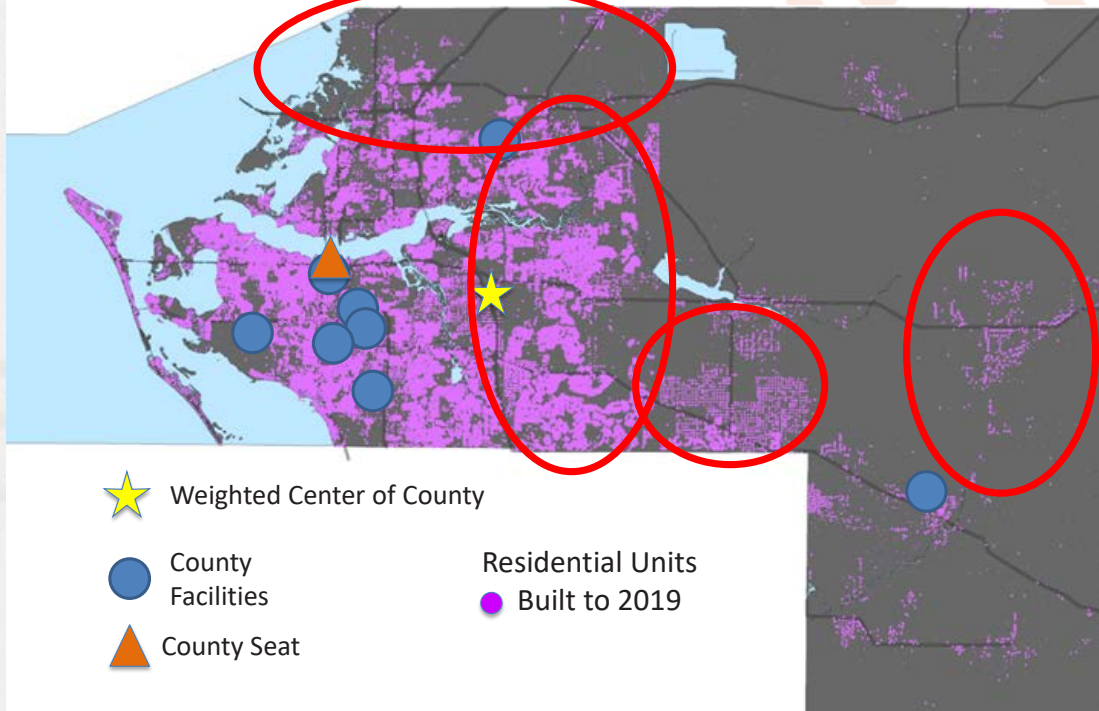 Weighted Center of County
County
Facilities
County Seat
Residential Units
Built to 2019